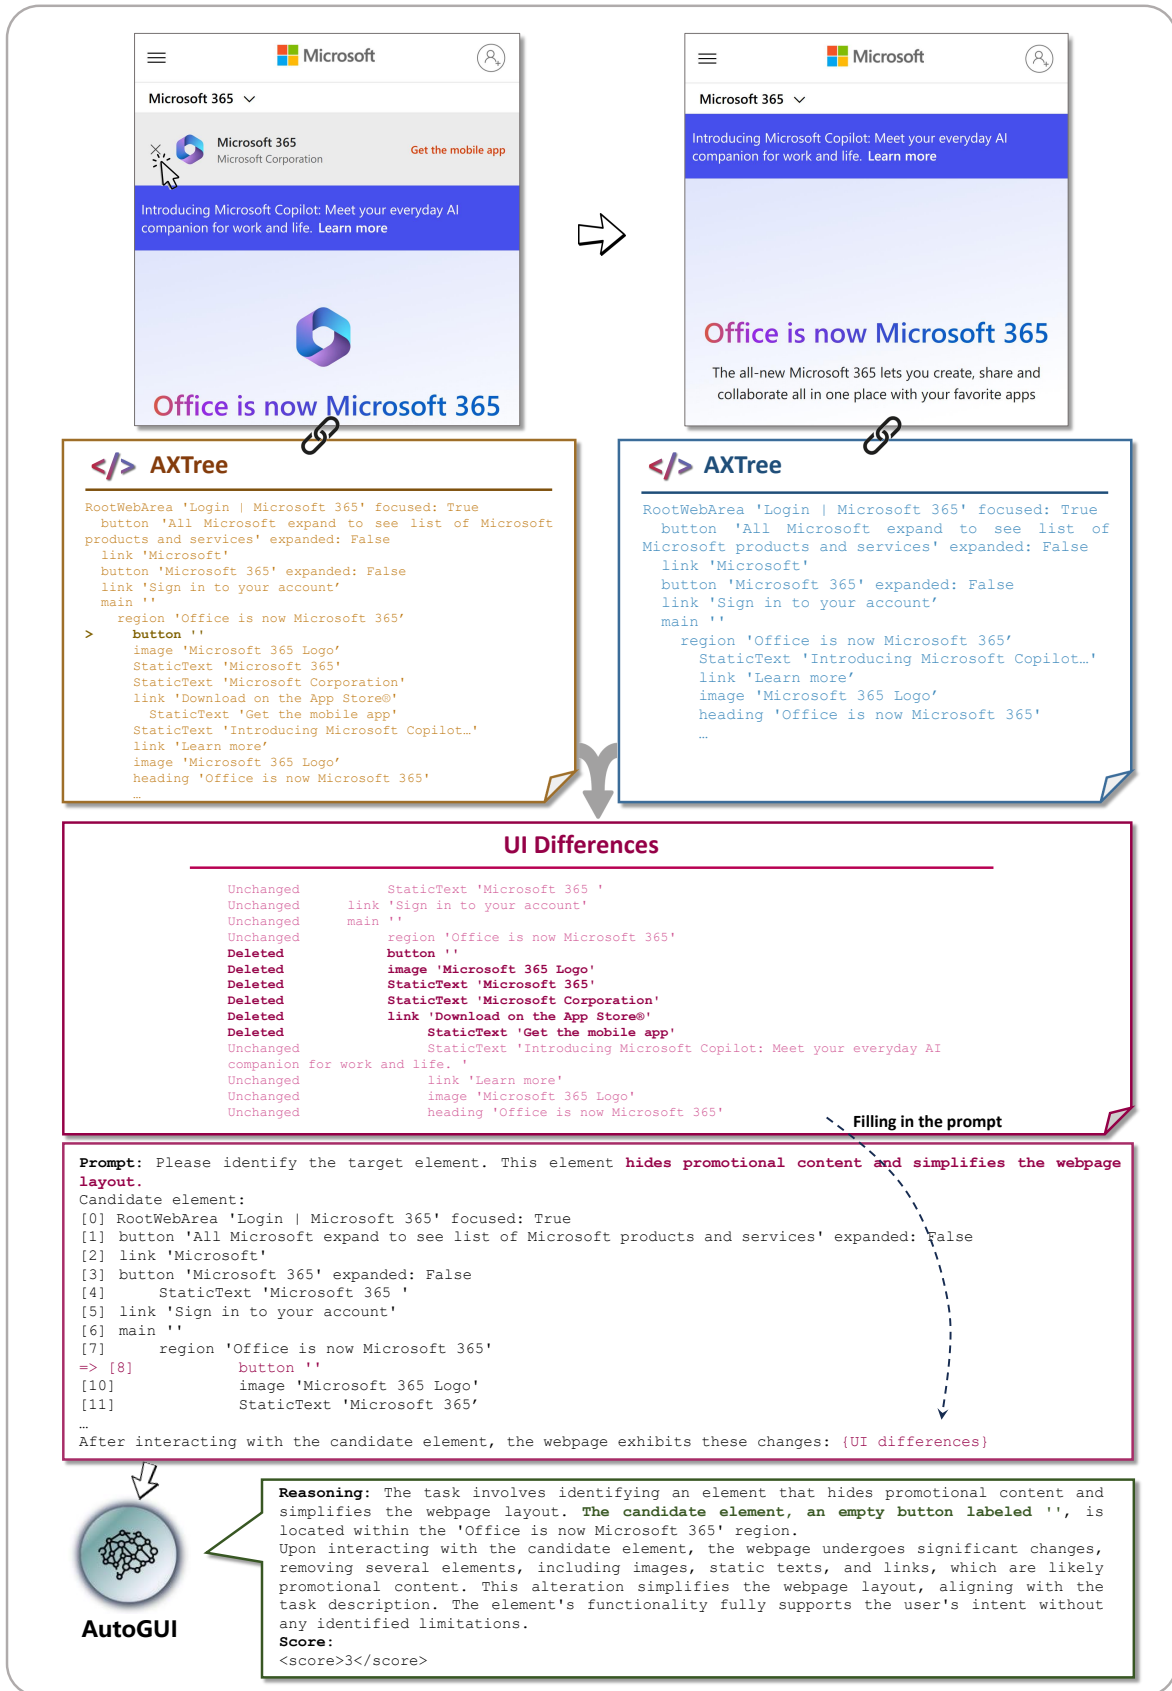 Microsoft
Microsoft 365
Microsoft 365
Microsoft Corporation
Get the mobile app
Introducing Microsoft Copilot: Meet your everyday AI
companion for work and life. Learn more
Office is now Microsoft 365
Microsoft
Microsoft 365
Introducing Microsoft Copilot: Meet your everyday AI
companion for work and life. Learn more
Office is now Microsoft 365
The all-new Microsoft 365 lets you create, share and
collaborate all in one place with your favorite apps
</> AXTree
RootWebArea 'Login | Microsoft 365' focused: True
button 'All Microsoft expand to see list of Microsoft
products and services' expanded: False
link 'Microsoft'
button 'Microsoft 365' expanded: False
link 'Sign in to your account’
main ''
region 'Office is now Microsoft 365’
> button ''
image 'Microsoft 365 Logo'
StaticText 'Microsoft 365'
StaticText 'Microsoft Corporation'
link 'Download on the App Store®'
StaticText 'Get the mobile app'
StaticText 'Introducing Microsoft Copilot…'
link 'Learn more’
image 'Microsoft 365 Logo'
heading 'Office is now Microsoft 365'
…
</> AXTree
RootWebArea 'Login | Microsoft 365' focused: True
button 'All Microsoft expand to see list of
Microsoft products and services' expanded: False
link 'Microsoft'
button 'Microsoft 365' expanded: False
link 'Sign in to your account’
main ''
region 'Office is now Microsoft 365’
StaticText 'Introducing Microsoft Copilot…'
link 'Learn more’
image 'Microsoft 365 Logo'
heading 'Office is now Microsoft 365'
…
UI Differences
Unchanged StaticText 'Microsoft 365 '
Unchanged link 'Sign in to your account'
Unchanged main ''
Unchanged region 'Office is now Microsoft 365'
Deleted button ''
Deleted image 'Microsoft 365 Logo'
Deleted StaticText 'Microsoft 365'
Deleted StaticText 'Microsoft Corporation'
Deleted link 'Download on the App Store®'
Deleted StaticText 'Get the mobile app'
Unchanged StaticText 'Introducing Microsoft Copilot: Meet your everyday AI
companion for work and life. '
Unchanged link 'Learn more'
Unchanged image 'Microsoft 365 Logo'
Unchanged heading 'Office is now Microsoft 365'
Filling in the prompt
Prompt: Please identify the target element. This element hides promotional content and simplifies the webpage
layout.
Candidate element:
[0] RootWebArea 'Login | Microsoft 365' focused: True
[1] button 'All Microsoft expand to see list of Microsoft products and services' expanded: False
[2] link 'Microsoft'
[3] button 'Microsoft 365' expanded: False
[4] StaticText 'Microsoft 365 '
[5] link 'Sign in to your account'
[6] main ''
[7] region 'Office is now Microsoft 365'
=> [8] button ''
[10] image 'Microsoft 365 Logo'
[11] StaticText 'Microsoft 365’
…
After interacting with the candidate element, the webpage exhibits these changes: {UI differences}
AutoGUI
Reasoning: The task involves identifying an element that hides promotional content and
simplifies the webpage layout. The candidate element, an empty button labeled '', is
located within the 'Office is now Microsoft 365' region.
Upon interacting with the candidate element, the webpage undergoes significant changes,
removing several elements, including images, static texts, and links, which are likely
promotional content. This alteration simplifies the webpage layout, aligning with the
task description. The element's functionality fully supports the user's intent without
any identified limitations.
Score:
<score>3</score>